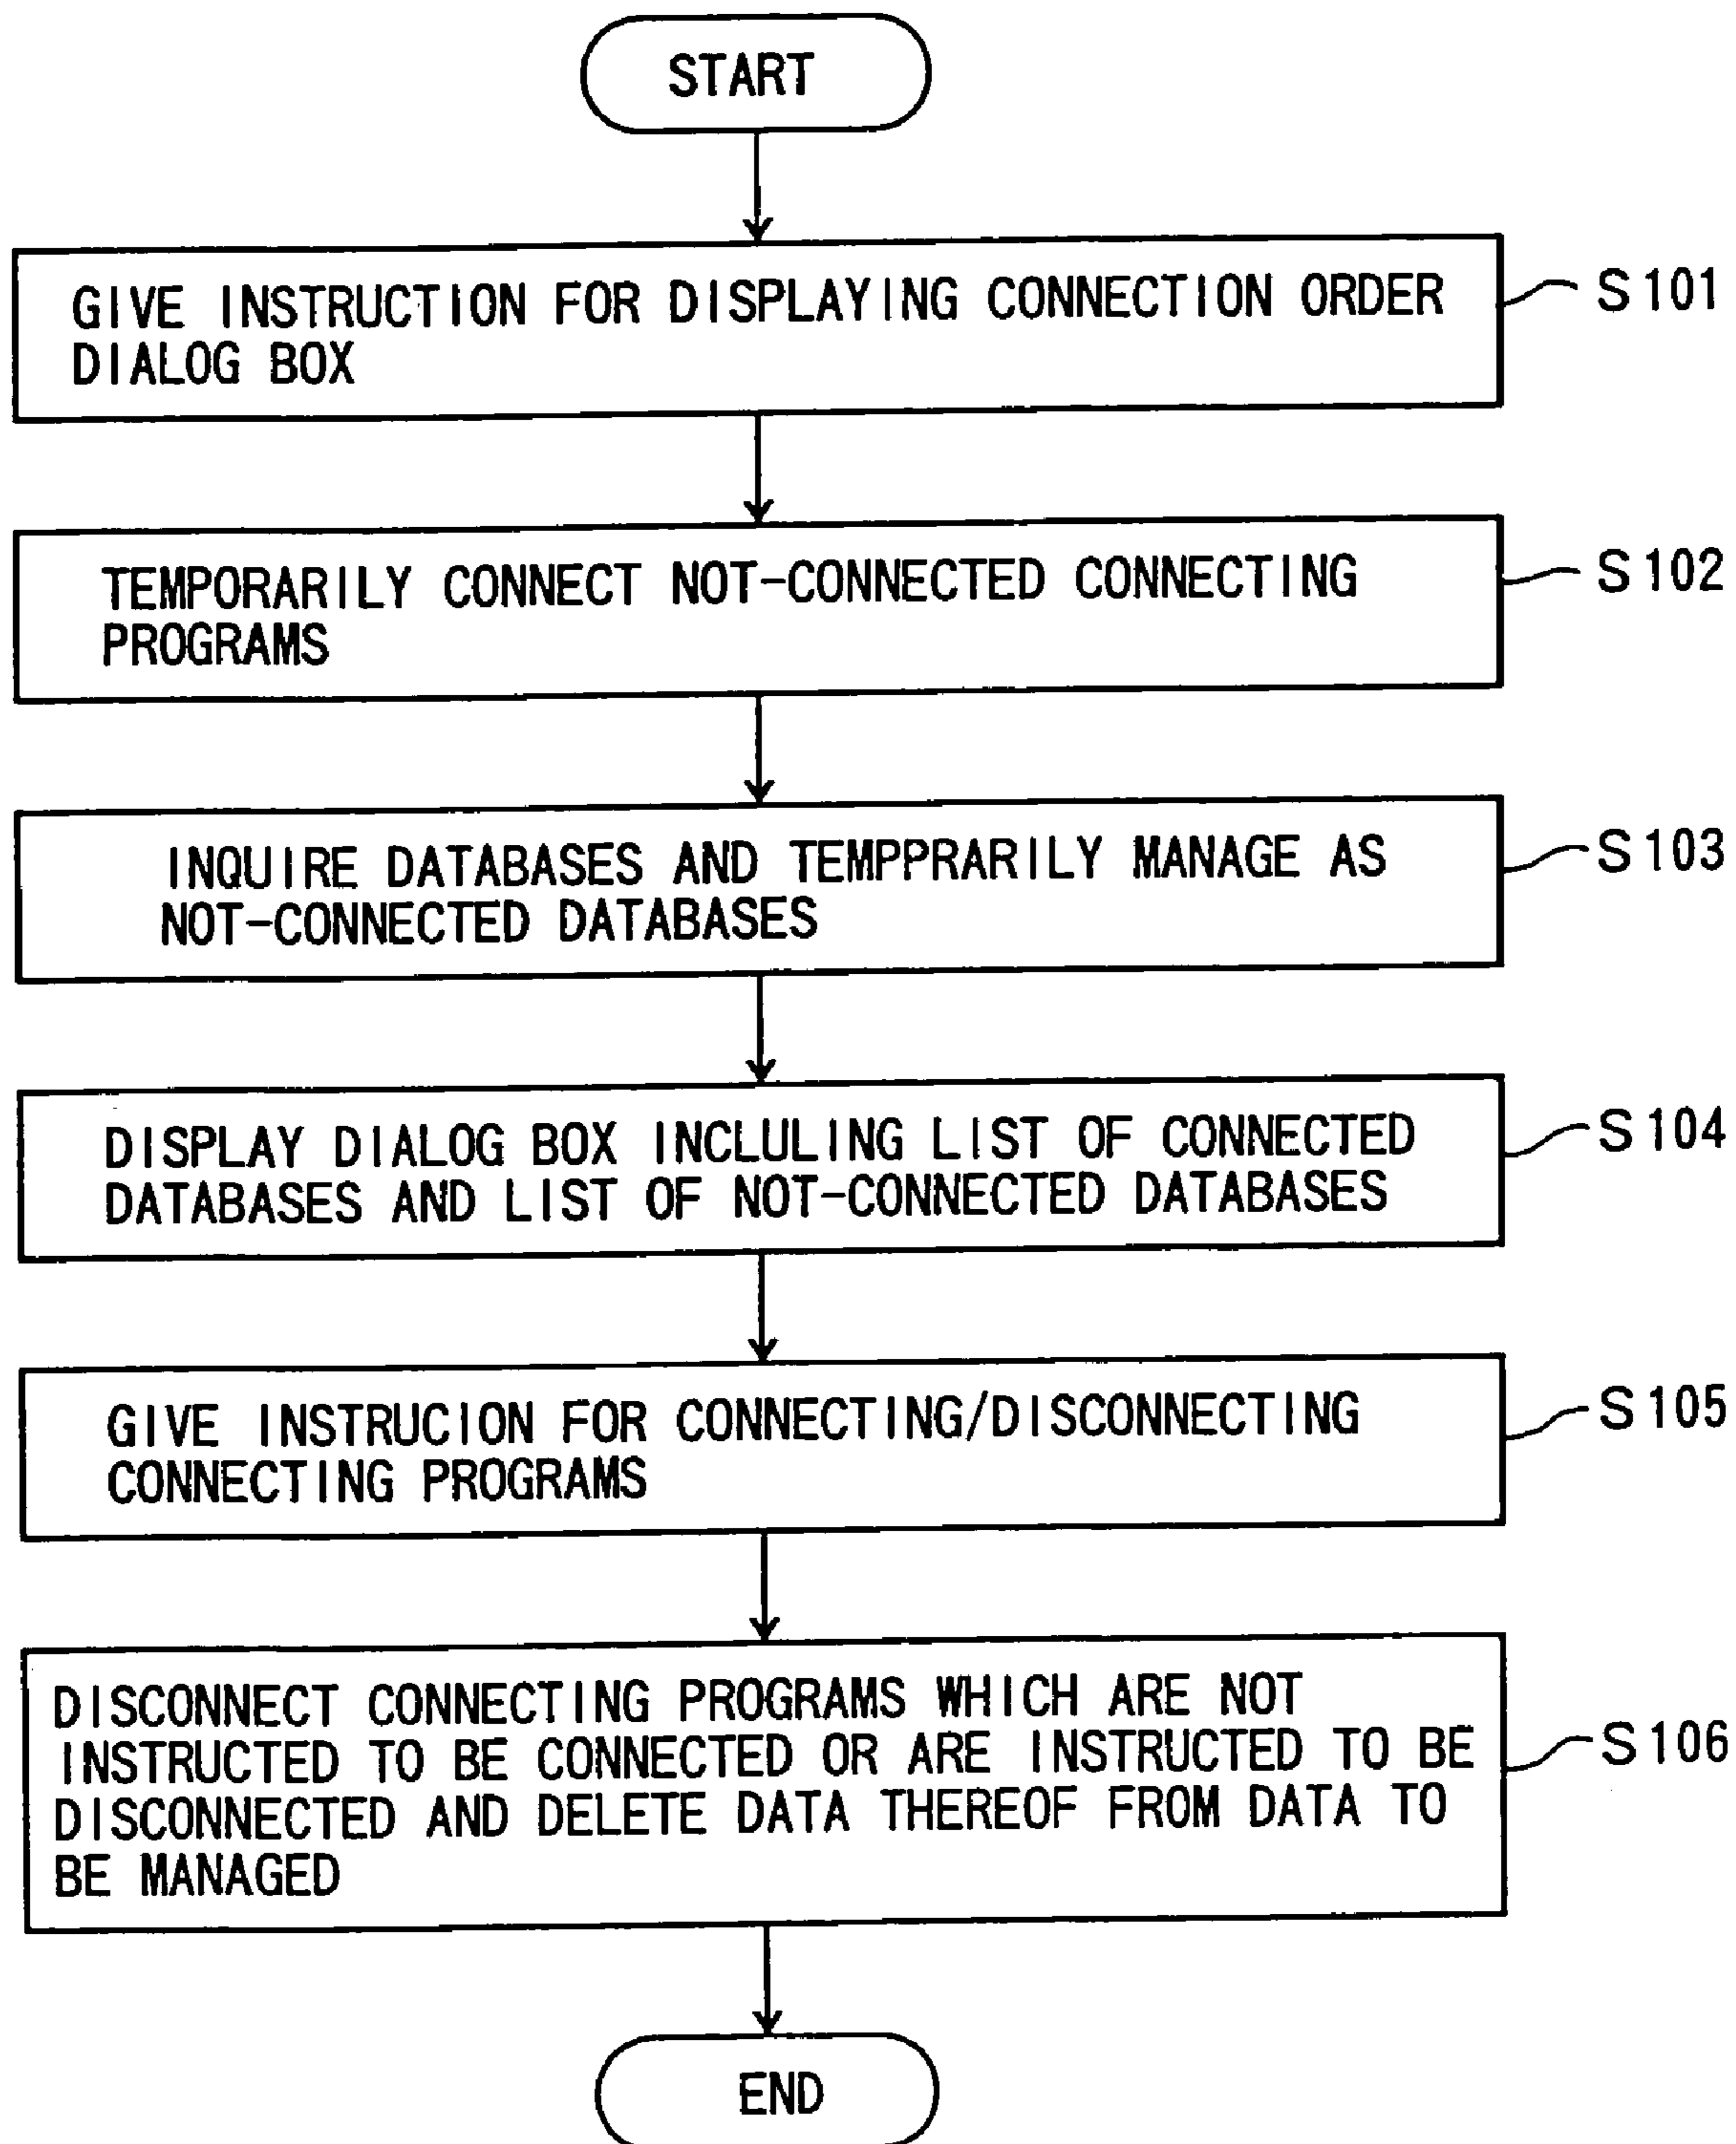 START
GIVE INSTRUCTION FOR DISPLAYING CONNECTION ORDER
DIALOG BOX
S101
TEMPORARILY CONNECT NOT-CONNECTED CONNECTING
PROGRAMS
S102
INQUIRE DATABASES AND TEMPPRARILY MANAGE AS
NOT-CONNECTED DATABASES
S103
DISPLAY DIALOG BOX INCLULING LIST OF CONNECTED
DATABASES AND LIST OF NOT-CONNECTED DATABASES
S104
GIVE INSTRUCION FOR CONNECTING/DISCONNECTING
CONNECTING PROGRAMS
S105
DISCONNECT CONNECTING PROGRAMS WHICH ARE NOT
INSTRUCTED TO BE CONNECTED OR ARE INSTRUCTED TO BE
DISCONNECTED AND DELETE DATA THEREOF FROM DATA TO
BE MANAGED
S106
END